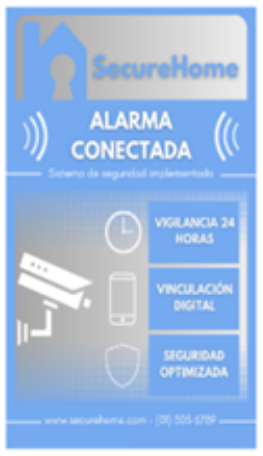 SecureHome
ALARMA
CONECTADA
Sistema de seguridad implementado
VIGILANCIA 24
HORAS
VINCULACIÓN
DIGITAL
SEGURIDAD
OPTIMIZADA
www.securehome.com - (01) 505 6789